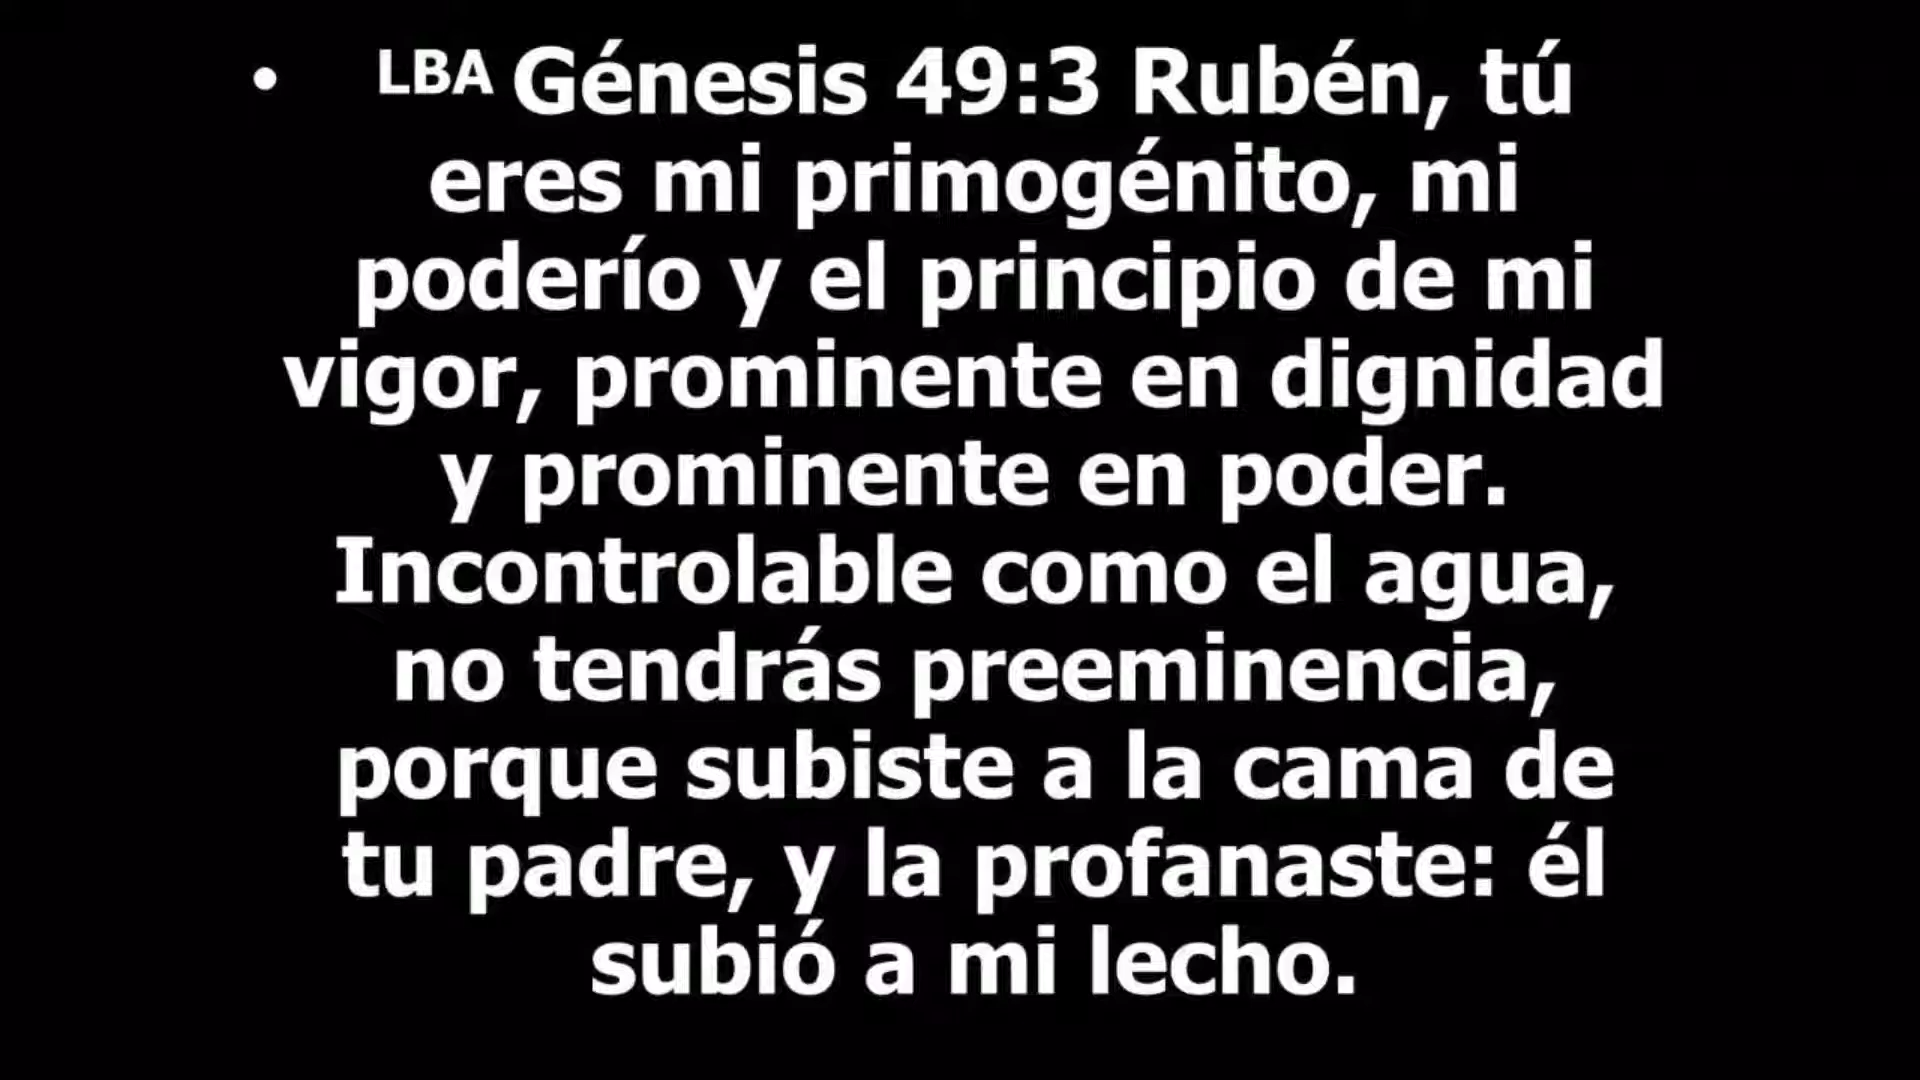 • LBA Génesis 49:3 Rubén, tú
eres mi primogénito, mi
poderío y el principio de mi
vigor, prominente en dignidad
y prominente en poder.
Incontrolable como el agua,
no tendrás preeminencia,
porque subiste a la cama de
tu padre, y la profanaste: él
subió a mi lecho.